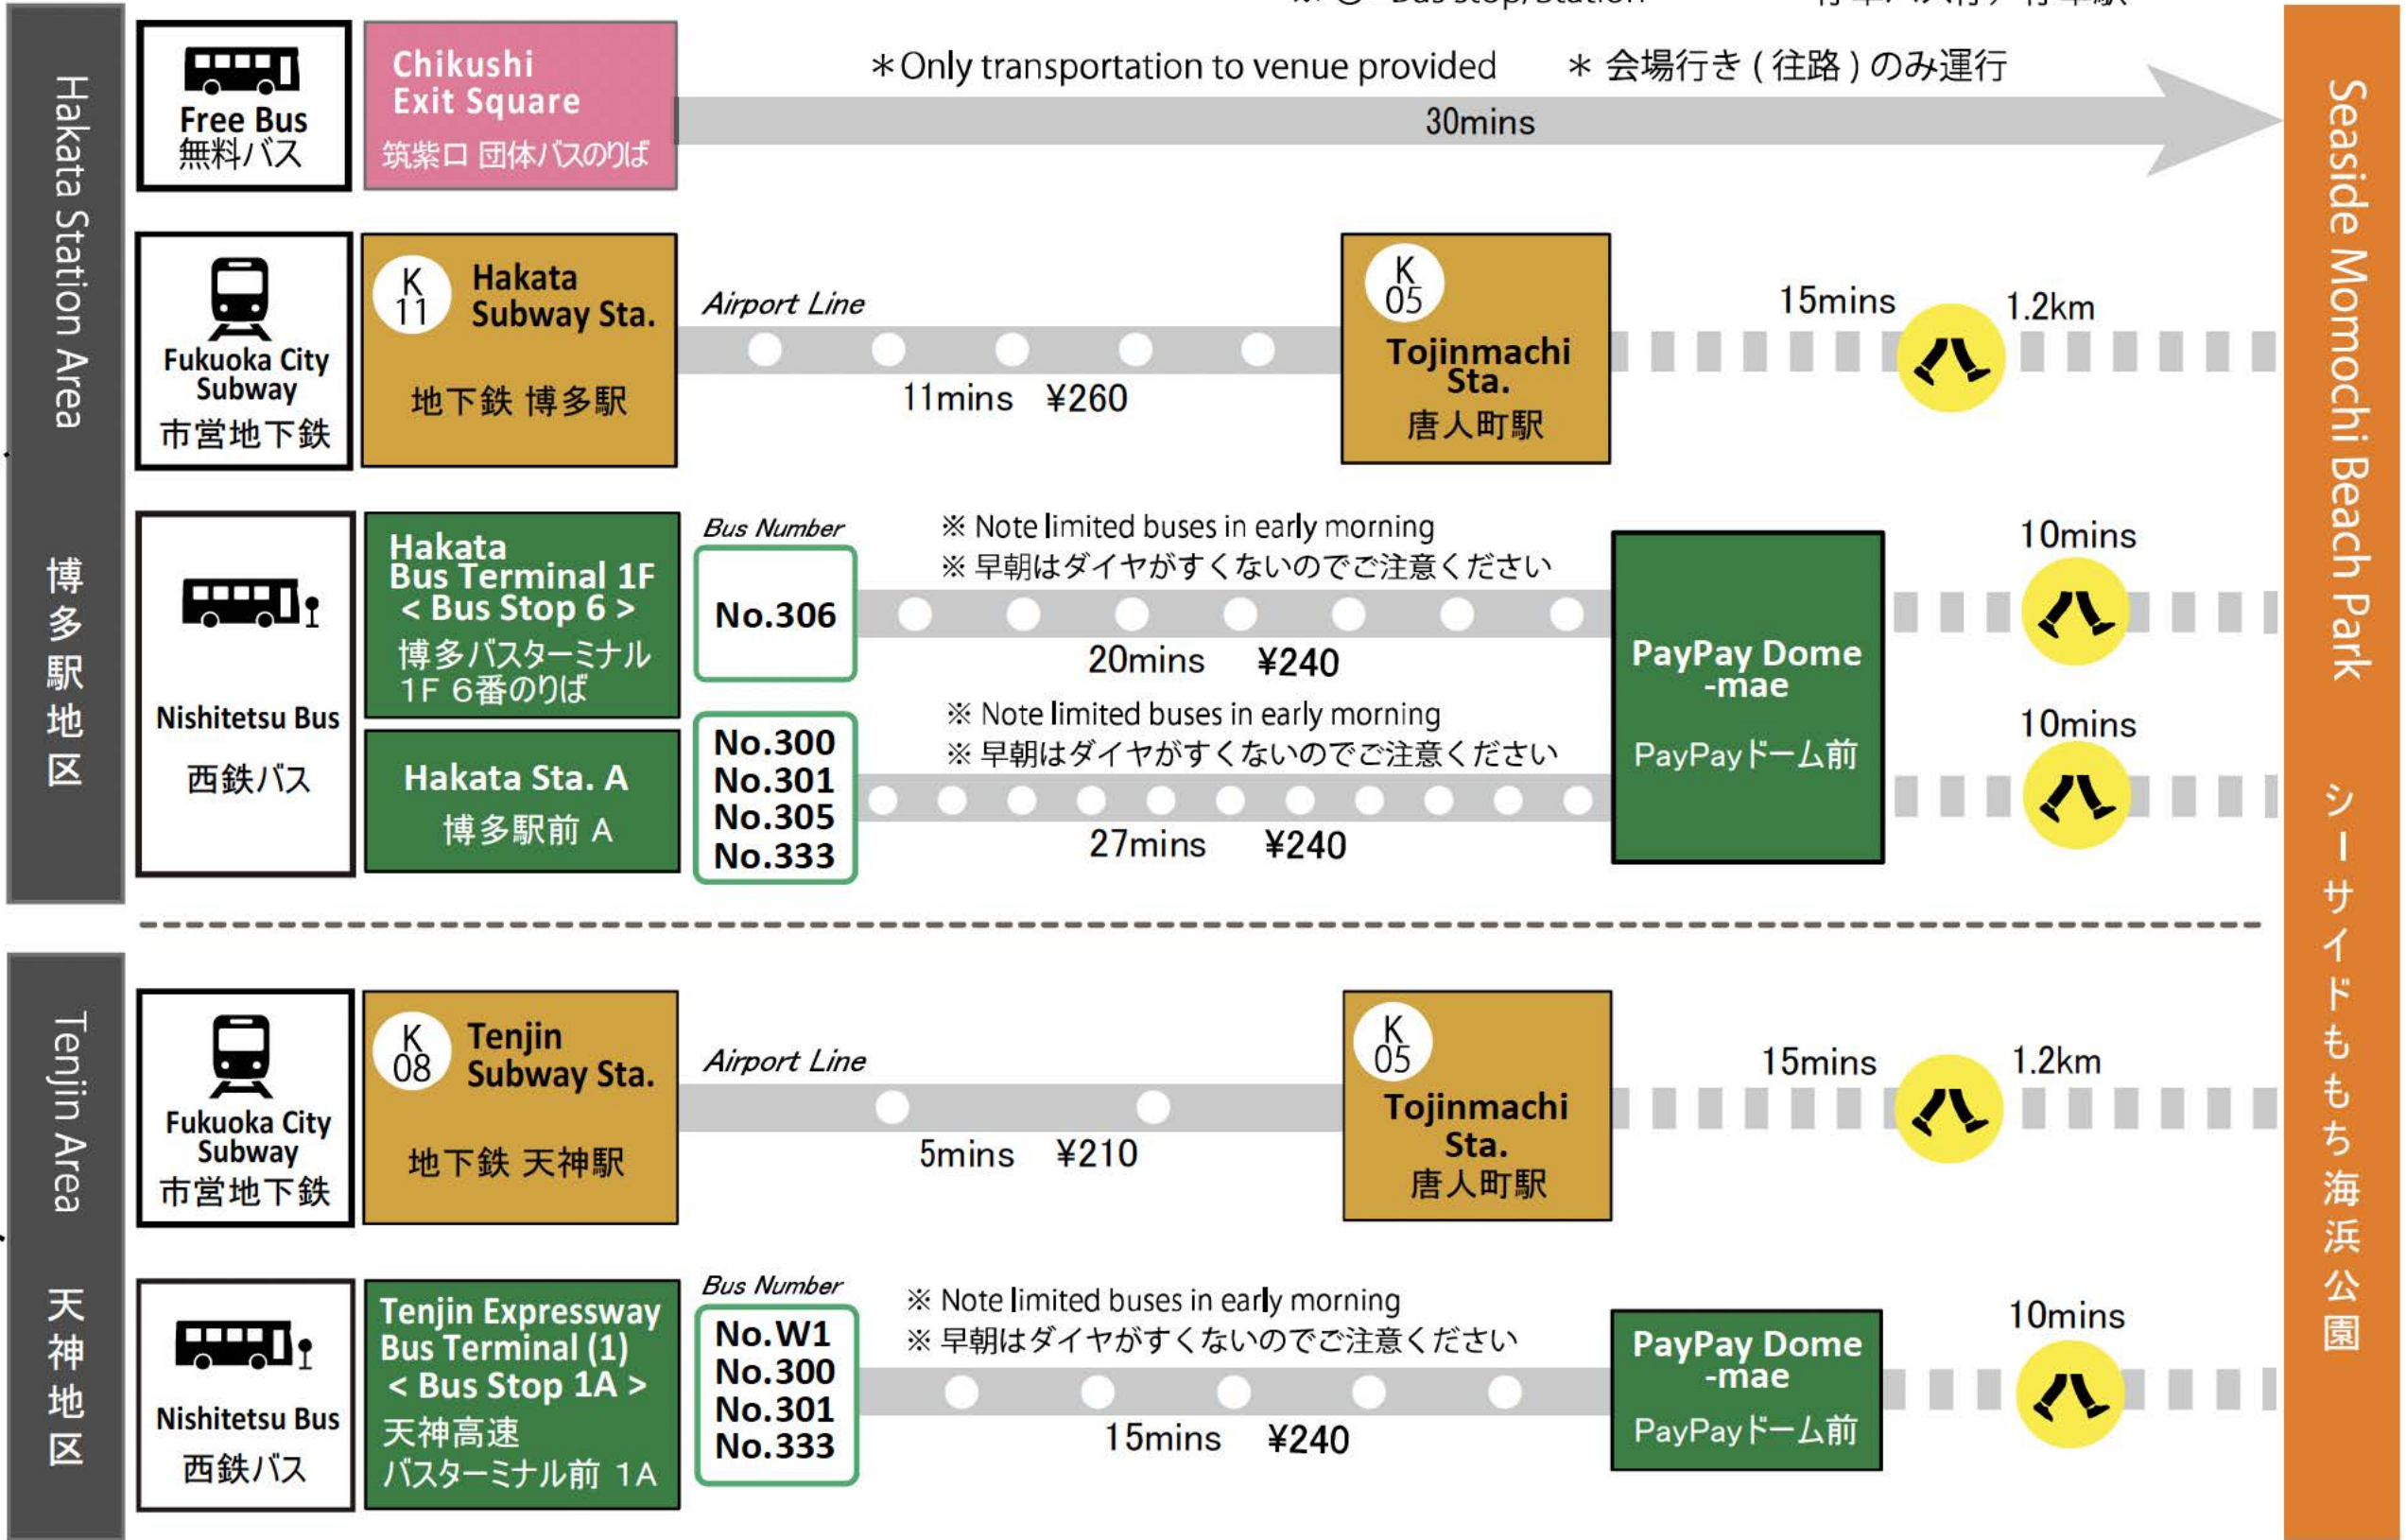 Bus stop/Station
Hakata Station Area
博多駅地区
Free Bus
無料バス
Chikushi
Exit Square
筑紫口 団体バスのりば
＊Only transportation to venue provided ＊ 会場行き ( 往路 ) のみ運行
30mins
Fukuoka City
Subway
市営地下鉄
K
11
Hakata
Subway Sta.
地下鉄 博多駅
Airport Line
11mins ¥260
K
05
Tojinmachi
Sta.
唐人町駅
15mins
1.2km
Nishitetsu Bus
西鉄バス
Hakata
Bus Terminal 1F
< Bus Stop 6 >
博多バスターミナル
1F 6番のりば
Bus Number
No.306
※ Note limited buses in early morning
※ 早朝はダイヤがすくないのでご注意ください
20mins ¥240
Hakata Sta. A
博多駅前 A
No.300
No.301
No.305
No.333
※ Note limited buses in early morning
※ 早朝はダイヤがすくないのでご注意ください
27mins ¥240
PayPay Dome
-mae
PayPayドーム前
10mins
10mins
Tenjin Area
天神地区
Fukuoka City
Subway
市営地下鉄
K
08
Tenjin
Subway Sta.
地下鉄 天神駅
Airport Line
5mins ¥210
K
05
Tojinmachi
Sta.
唐人町駅
15mins
1.2km
Nishitetsu Bus
西鉄バス
Tenjin Expressway
Bus Terminal (1)
< Bus Stop 1A >
天神高速
バスターミナル前 1A
Bus Number
No.W1
No.300
No.301
No.333
※ Note limited buses in early morning
※ 早朝はダイヤがすくないのでご注意ください
15mins ¥240
PayPay Dome
-mae
PayPayドーム前
10mins
Seaside Momochi Beach Park
シーサイドももち海浜公園